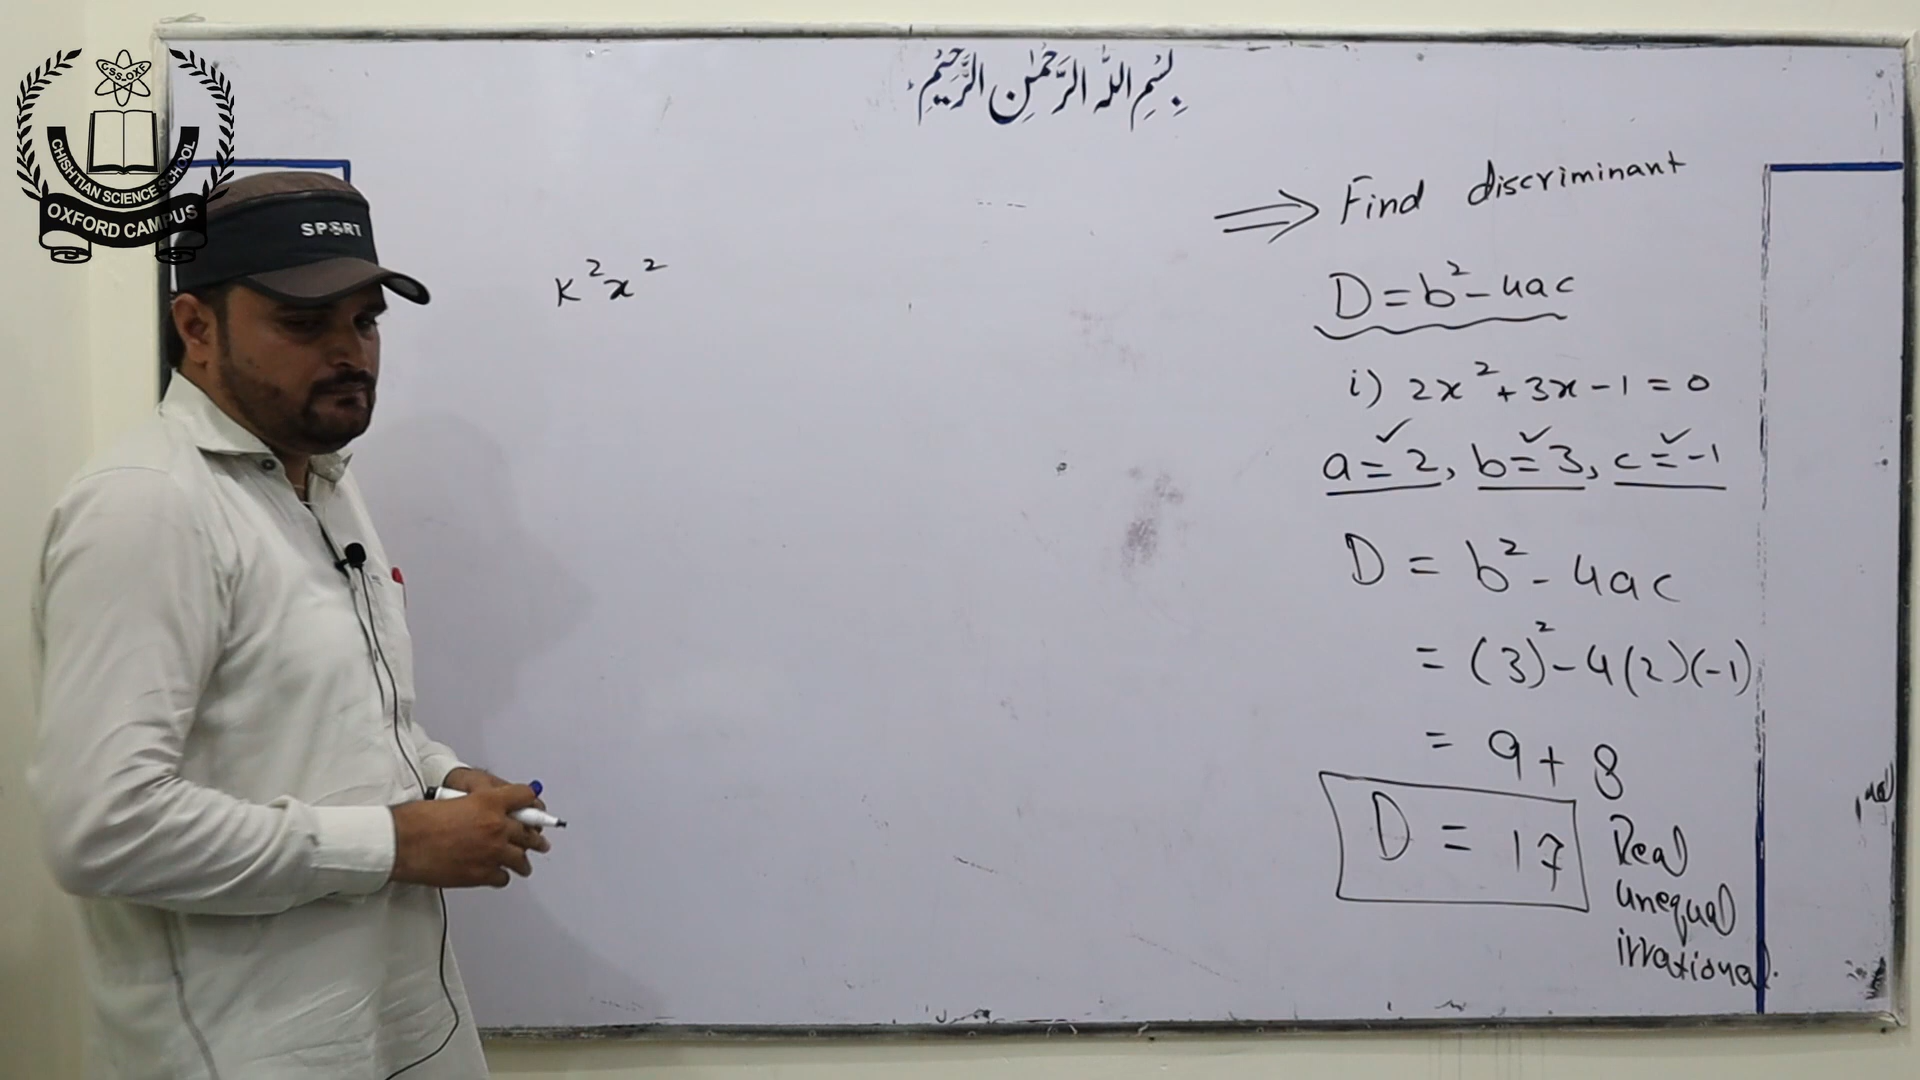 CSS-OXF
CHISHTIAN SCIENCE SCHOOL
OXFORD CAMPUS
SPORT
بِسْمِ اللّٰهِ الرَّحْمٰنِ الرَّحِيْمِ
K²x²
⇒ Find discriminant
D = b² - 4ac
i) 2x² + 3x - 1 = 0
✓ ✓ ✓
a = 2, b = 3, c = -1
D = b² - 4ac
= (3)² - 4(2)(-1)
= 9 + 8
D = 17
Real
unequal
irrational.